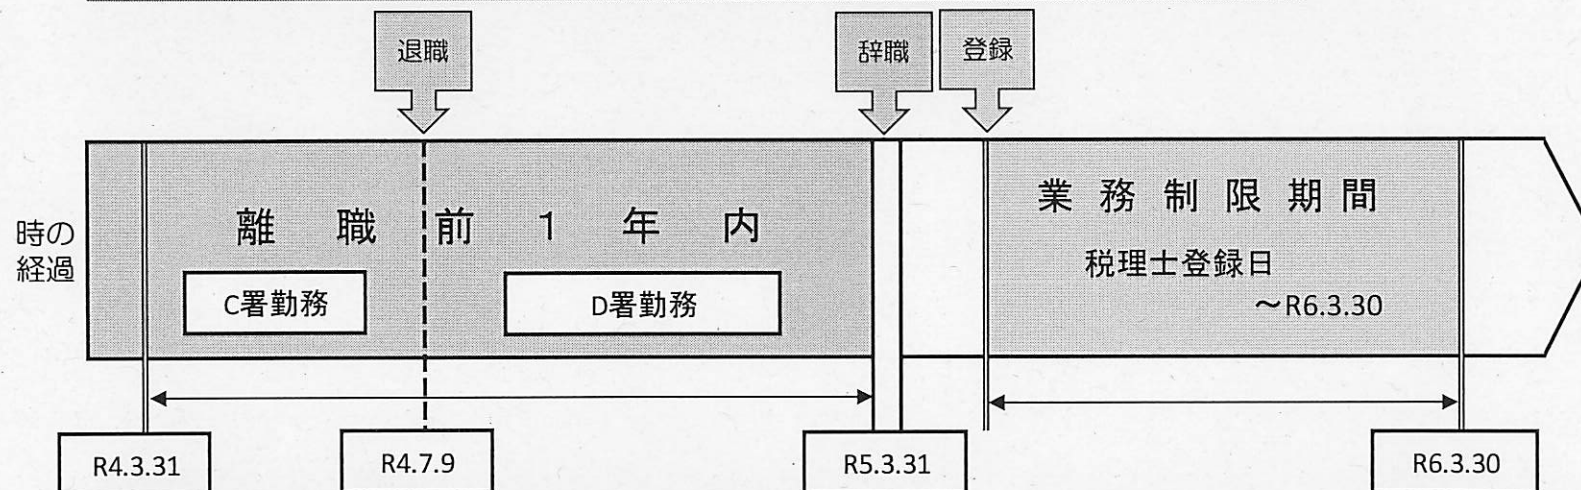 退職
辞職
登録
時の
経過
離職前1年内
C署勤務
D署勤務
業務制限期間
税理士登録日
～R6.3.30
R4.3.31
R4.7.9
R5.3.31
R6.3.30